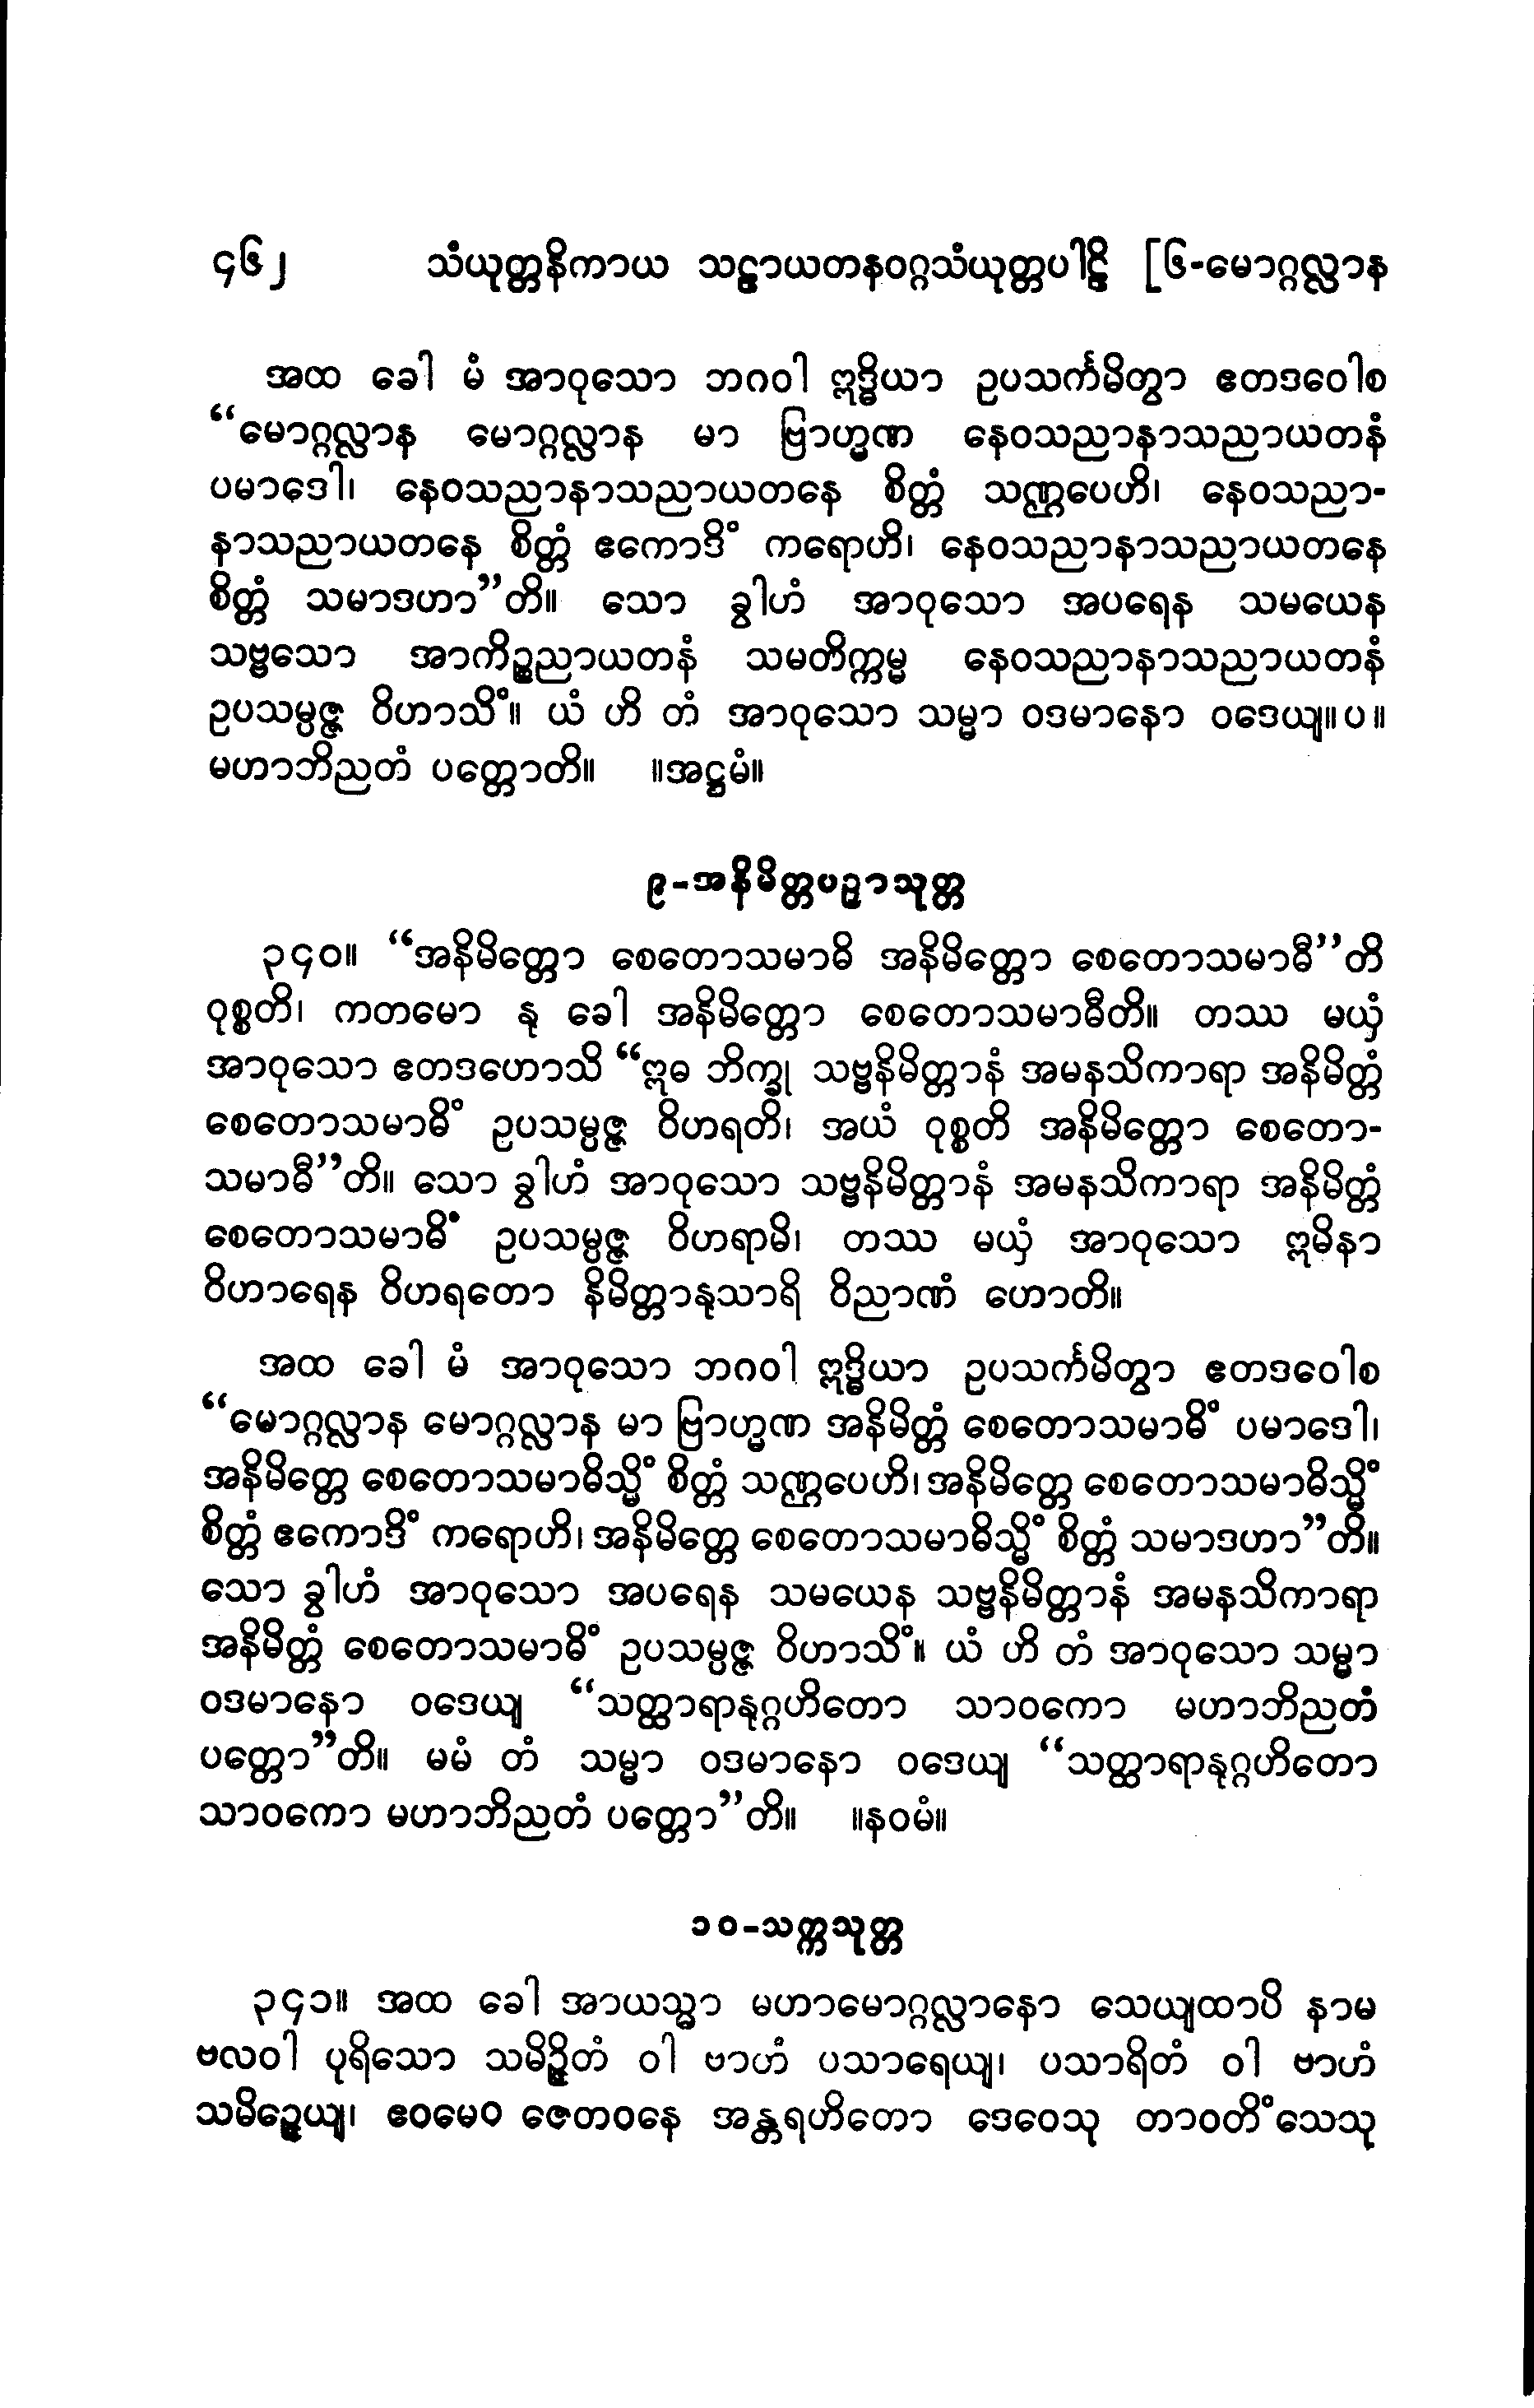 ၄၆၂ သံယုတ္တနိကာယ သဠာယတနဝဂ္ဂသံယုတ္တပါဠိ [၆-မောဂ္ဂလ္လာန
အထ ခေါ မံ အာဝုသော ဘဂဝါ ဣဒ္ဓိယာ ဥပသင်္ကမိတွာ ဧတဒဝေါစ
“မောဂ္ဂလ္လာန မောဂ္ဂလ္လာန မာ ဗြာဟ္မဏ နေဝသညာနာသညာယတနံ
ပမာဒေါ၊ နေဝသညာနာသညာယတနေ စိတ္တံ သဏ္ဌပေဟိ၊ နေဝသညာ-
နာသညာယတနေ စိတ္တံ ဧကောဒိံ ကရောဟိ၊ နေဝသညာနာသညာယတနေ
စိတ္တံ သမာဒဟာ”တိ။ သော ခွါဟံ အာဝုသော အပရေန သမယေန
သဗ္ဗသော အာကိဉ္စညာယတနံ သမတိက္ကမ္မ နေဝသညာနာသညာယတနံ
ဥပသမ္ပဇ္ဇ ဝိဟာသိံ။ ယံ ဟိ တံ အာဝုသော သမ္မာ ဝဒမာနော ဝဒေယျ။ပ။
မဟာဘိညတံ ပတ္တောတိ။ ။အဋ္ဌမံ။
၉-အနိမိတ္တပဉှာသုတ္တ
၃၄၀။ “အနိမိတ္တော စေတောသမာဓိ အနိမိတ္တော စေတောသမာဓီ”တိ
ဝုစ္စတိ၊ ကတမော နု ခေါ အနိမိတ္တော စေတောသမာဓီတိ။ တဿ မယှံ
အာဝုသော ဧတဒဟောသိ “ဣဓ ဘိက္ခု သဗ္ဗနိမိတ္တာနံ အမနသိကာရာ အနိမိတ္တံ
စေတောသမာဓိံ ဥပသမ္ပဇ္ဇ ဝိဟရတိ၊ အယံ ဝုစ္စတိ အနိမိတ္တော စေတော-
သမာဓီ”တိ။ သော ခွါဟံ အာဝုသော သဗ္ဗနိမိတ္တာနံ အမနသိကာရာ အနိမိတ္တံ
စေတောသမာဓိံ ဥပသမ္ပဇ္ဇ ဝိဟရာမိ၊ တဿ မယှံ အာဝုသော ဣမိနာ
ဝိဟာရေန ဝိဟရတော နိမိတ္တာနုသာရိ ဝိညာဏံ ဟောတိ။
အထ ခေါ မံ အာဝုသော ဘဂဝါ ဣဒ္ဓိယာ ဥပသင်္ကမိတွာ ဧတဒဝေါစ
“မောဂ္ဂလ္လာန မောဂ္ဂလ္လာန မာ ဗြာဟ္မဏ အနိမိတ္တံ စေတောသမာဓိံ ပမာဒေါ၊
အနိမိတ္တေ စေတောသမာဓိသ္မိံ စိတ္တံ သဏ္ဌပေဟိ၊ အနိမိတ္တေ စေတောသမာဓိသ္မိံ
စိတ္တံ ဧကောဒိံ ကရောဟိ၊ အနိမိတ္တေ စေတောသမာဓိသ္မိံ စိတ္တံ သမာဒဟာ”တိ။
သော ခွါဟံ အာဝုသော အပရေန သမယေန သဗ္ဗနိမိတ္တာနံ အမနသိကာရာ
အနိမိတ္တံ စေတောသမာဓိံ ဥပသမ္ပဇ္ဇ ဝိဟာသိံ။ ယံ ဟိ တံ အာဝုသော သမ္မာ
ဝဒမာနော ဝဒေယျ “သတ္ထာရာနုဂ္ဂဟိတော သာဝကော မဟာဘိညတံ
ပတ္တော”တိ။ မမံ တံ သမ္မာ ဝဒမာနော ဝဒေယျ “သတ္ထာရာနုဂ္ဂဟိတော
သာဝကော မဟာဘိညတံ ပတ္တော”တိ။ ။နဝမံ။
၁၀-သက္ကသုတ္တ
၃၄၁။ အထ ခေါ အာယသ္မာ မဟာမောဂ္ဂလ္လာနော သေယျထာပိ နာမ
ဗလဝါ ပုရိသော သမိဉ္ဇိတံ ဝါ ဗာဟံ ပသာရေယျ၊ ပသာရိတံ ဝါ ဗာဟံ
သမိဉ္ဇေယျ၊ ဧဝမေဝ ဇေတဝနေ အန္တရဟိတော ဒေဝေသု တာဝတိံသေသု